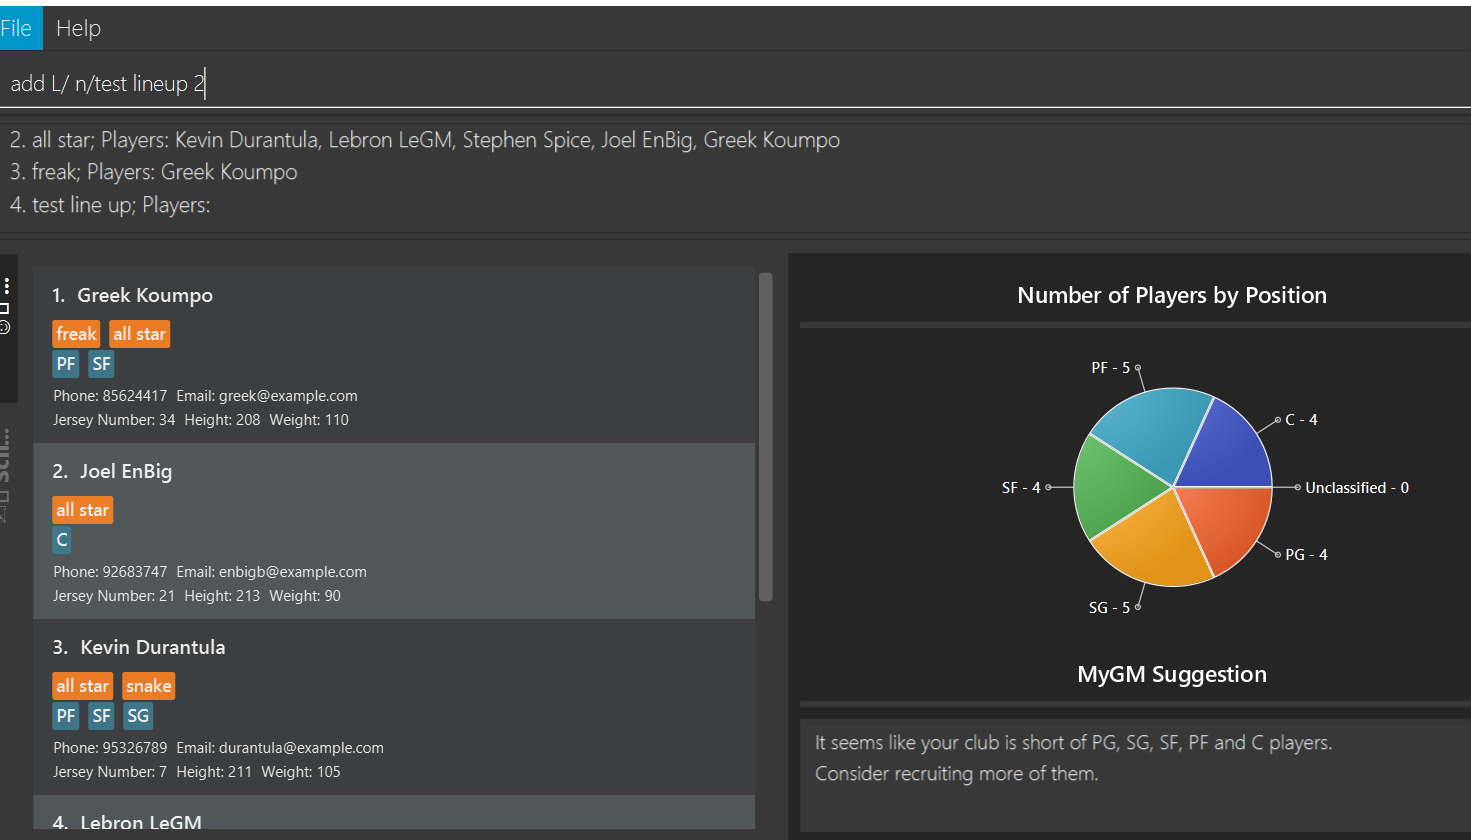 File Help
add L/ n/test lineup 2
2. all star; Players: Kevin Durantula, Lebron LeGM, Stephen Spice, Joel EnBig, Greek Koumpo
3. freak; Players: Greek Koumpo
4. test line up; Players:
1. Greek Koumpo
freak all star
PF SF
Phone: 85624417 Email: greek@example.com
Jersey Number: 34 Height: 208 Weight: 110
2. Joel EnBig
all star
C
Phone: 92683747 Email: enbigb@example.com
Jersey Number: 21 Height: 213 Weight: 90
3. Kevin Durantula
all star snake
PF SF SG
Phone: 95326789 Email: durantula@example.com
Jersey Number: 7 Height: 211 Weight: 105
4. Lebron LeGM
Number of Players by Position
PF - 5
C - 4
SF - 4
Unclassified - 0
PG - 4
SG - 5
MyGM Suggestion
It seems like your club is short of PG, SG, SF, PF and C players.
Consider recruiting more of them.